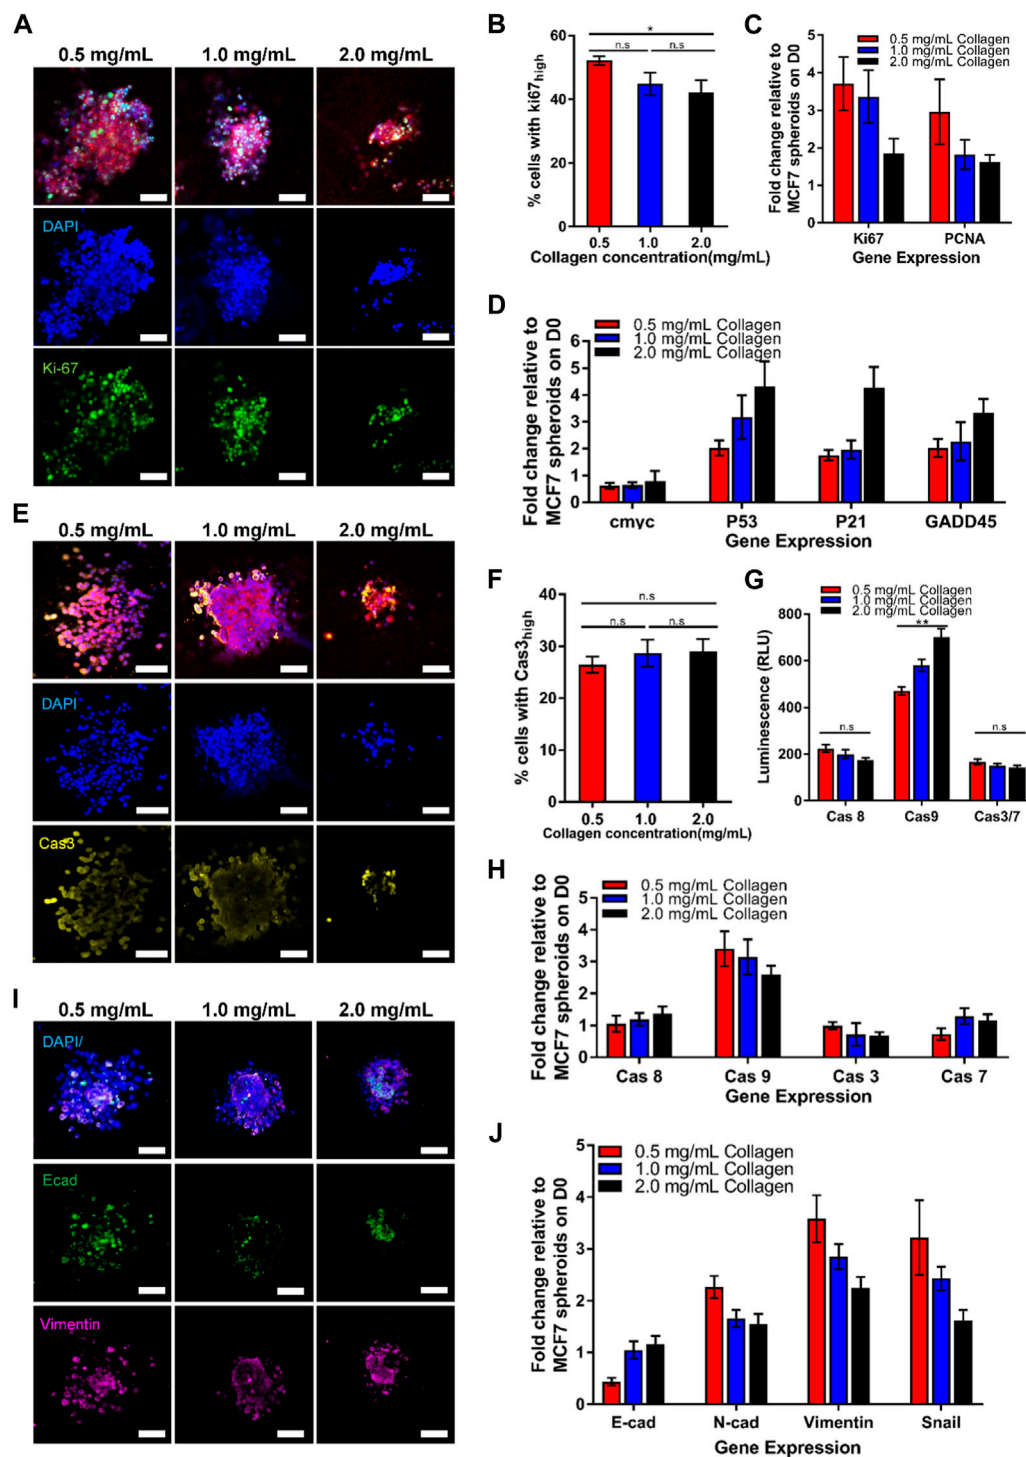 A
0.5 mg/mL 1.0 mg/mL 2.0 mg/mL
DAPI
Ki-67
B
% cells with ki67high
60
40
20
0
*
n.s n.s
0.5 1.0 2.0
Collagen concentration(mg/mL)
C
Fold change relative to
MCF7 spheroids on D0
5
4
3
2
1
0
0.5 mg/mL Collagen
1.0 mg/mL Collagen
2.0 mg/mL Collagen
Ki67 PCNA
Gene Expression
D
Fold change relative to
MCF7 spheroids on D0
0.5 mg/mL Collagen
1.0 mg/mL Collagen
2.0 mg/mL Collagen
6
5
4
3
2
1
0
cmyc P53 P21 GADD45
Gene Expression
E
0.5 mg/mL 1.0 mg/mL 2.0 mg/mL
DAPI
Cas3
F
% cells with Cas3high
40
30
20
10
0
n.s
n.s n.s
0.5 1.0 2.0
Collagen concentration(mg/mL)
G
Luminescence (RLU)
0.5 mg/mL Collagen
1.0 mg/mL Collagen
2.0 mg/mL Collagen
800
600
400
200
0
n.s ** n.s
Cas 8 Cas9 Cas3/7
H
Fold change relative to
MCF7 spheroids on D0
0.5 mg/mL Collagen
1.0 mg/mL Collagen
2.0 mg/mL Collagen
5
4
3
2
1
0
Cas 8 Cas 9 Cas 3 Cas 7
Gene Expression
I
0.5 mg/mL 1.0 mg/mL 2.0 mg/mL
DAPI/
Ecad
Vimentin
J
Fold change relative to
MCF7 spheroids on D0
0.5 mg/mL Collagen
1.0 mg/mL Collagen
2.0 mg/mL Collagen
5
4
3
2
1
0
E-cad N-cad Vimentin Snail
Gene Expression